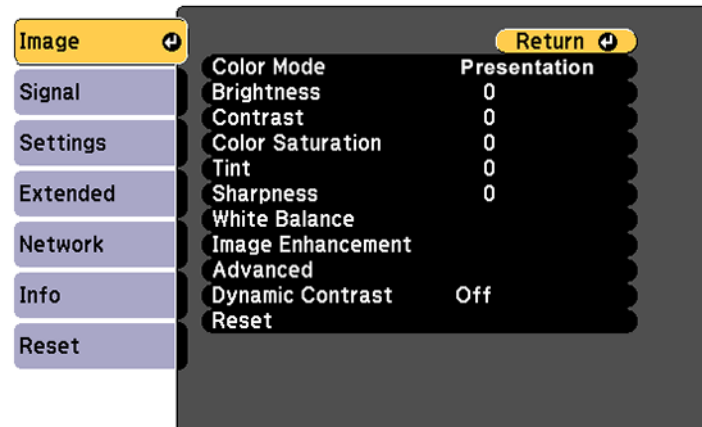 Image
Signal
Settings
Extended
Network
Info
Reset
Return
Color Mode Presentation
Brightness 0
Contrast 0
Color Saturation 0
Tint 0
Sharpness 0
White Balance
Image Enhancement
Advanced
Dynamic Contrast Off
Reset